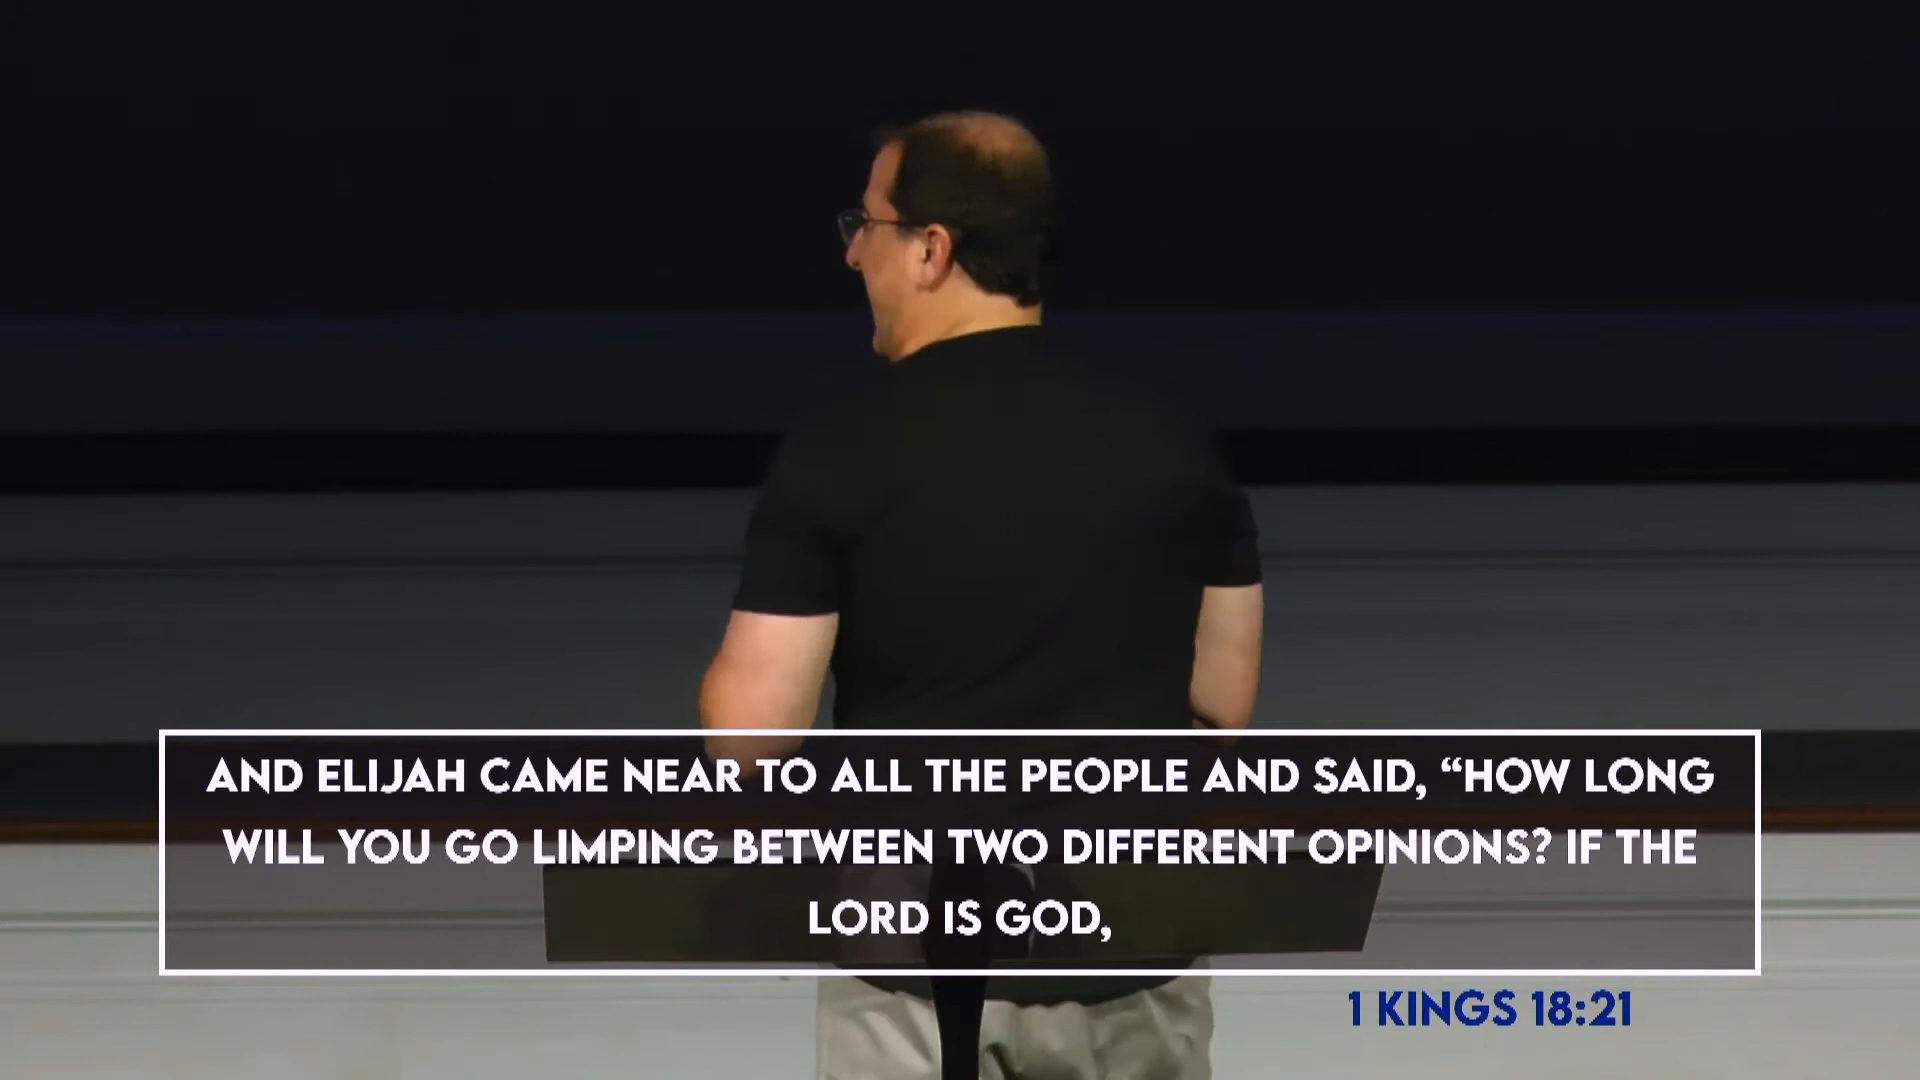 AND ELIJAH CAME NEAR TO ALL THE PEOPLE AND SAID, “HOW LONG
WILL YOU GO LIMPING BETWEEN TWO DIFFERENT OPINIONS? IF THE
LORD IS GOD,
1 KINGS 18:21